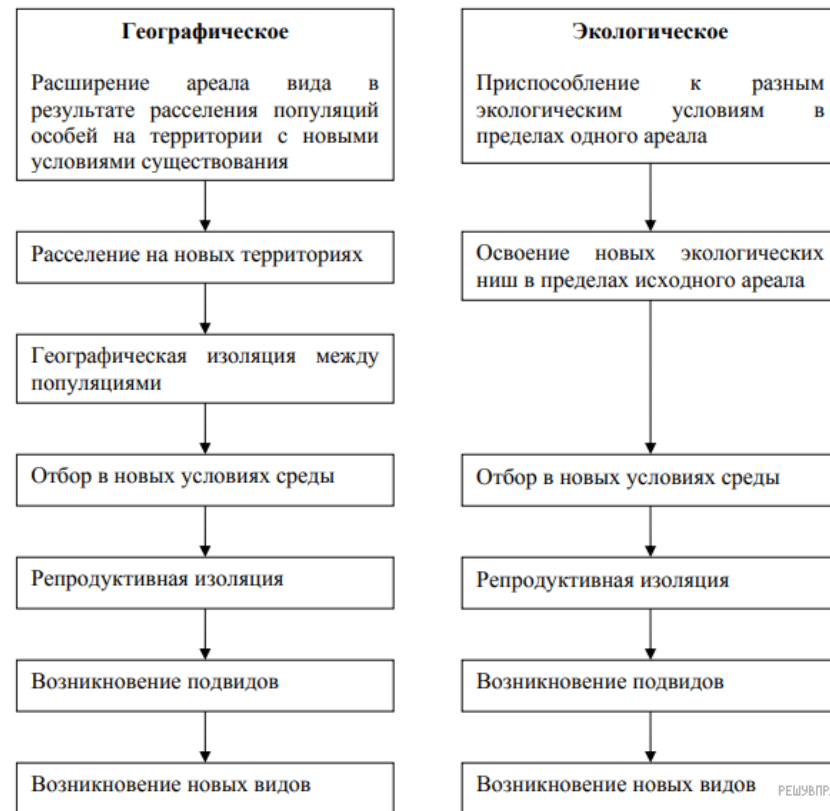 Географическое
Расширение ареала вида в
результате расселения популяций
особей на территории с новыми
условиями существования
Расселение на новых территориях
Географическая изоляция между
популяциями
Отбор в новых условиях среды
Репродуктивная изоляция
Возникновение подвидов
Возникновение новых видов
Экологическое
Приспособление к разным
экологическим условиям в
пределах одного ареала
Освоение новых экологических
ниш в пределах исходного ареала
Отбор в новых условиях среды
Репродуктивная изоляция
Возникновение подвидов
Возникновение новых видов